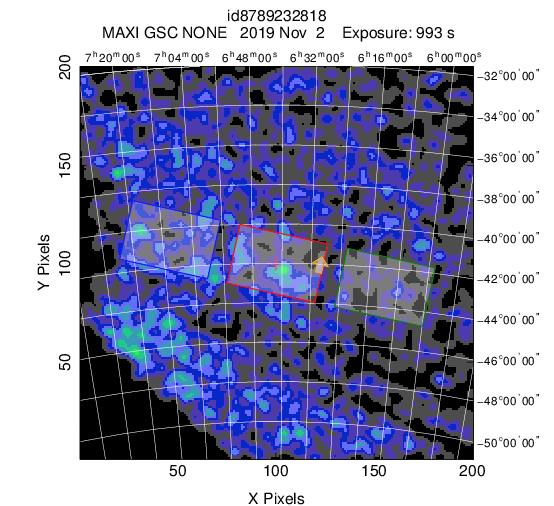 id8789232818
MAXI GSC NONE   2019 Nov  2    Exposure: 993 s
7ʰ20ᵐ00ˢ 7ʰ04ᵐ00ˢ 6ʰ48ᵐ00ˢ 6ʰ32ᵐ00ˢ 6ʰ16ᵐ00ˢ 6ʰ00ᵐ00ˢ
200
−32°00'00"
−34°00'00"
−36°00'00"
150
−38°00'00"
−40°00'00"
Y Pixels
100
−42°00'00"
−44°00'00"
−46°00'00"
50
−48°00'00"
−50°00'00"
50 100 150 200
X Pixels